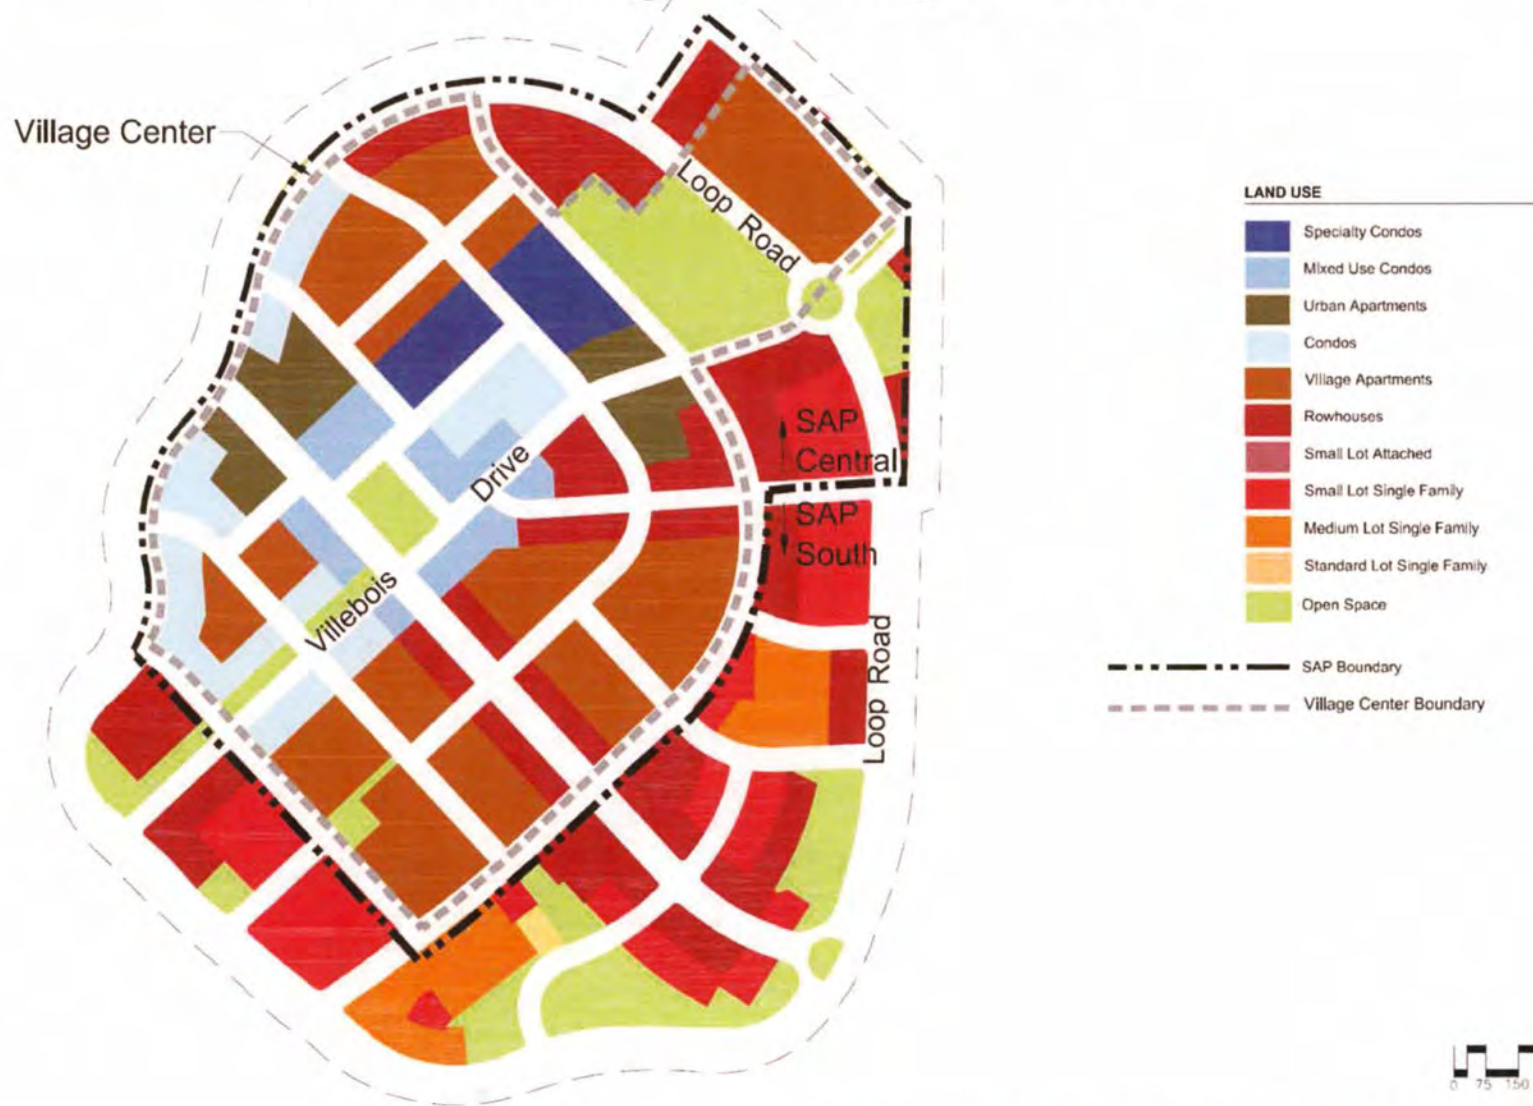 Village Center
Loop Road
Drive
SAP
Central
SAP
South
Villebois
Loop Road
LAND USE
Specialty Condos
Mixed Use Condos
Urban Apartments
Condos
Village Apartments
Rowhouses
Small Lot Attached
Small Lot Single Family
Medium Lot Single Family
Standard Lot Single Family
Open Space
SAP Boundary
Village Center Boundary
0 75 150